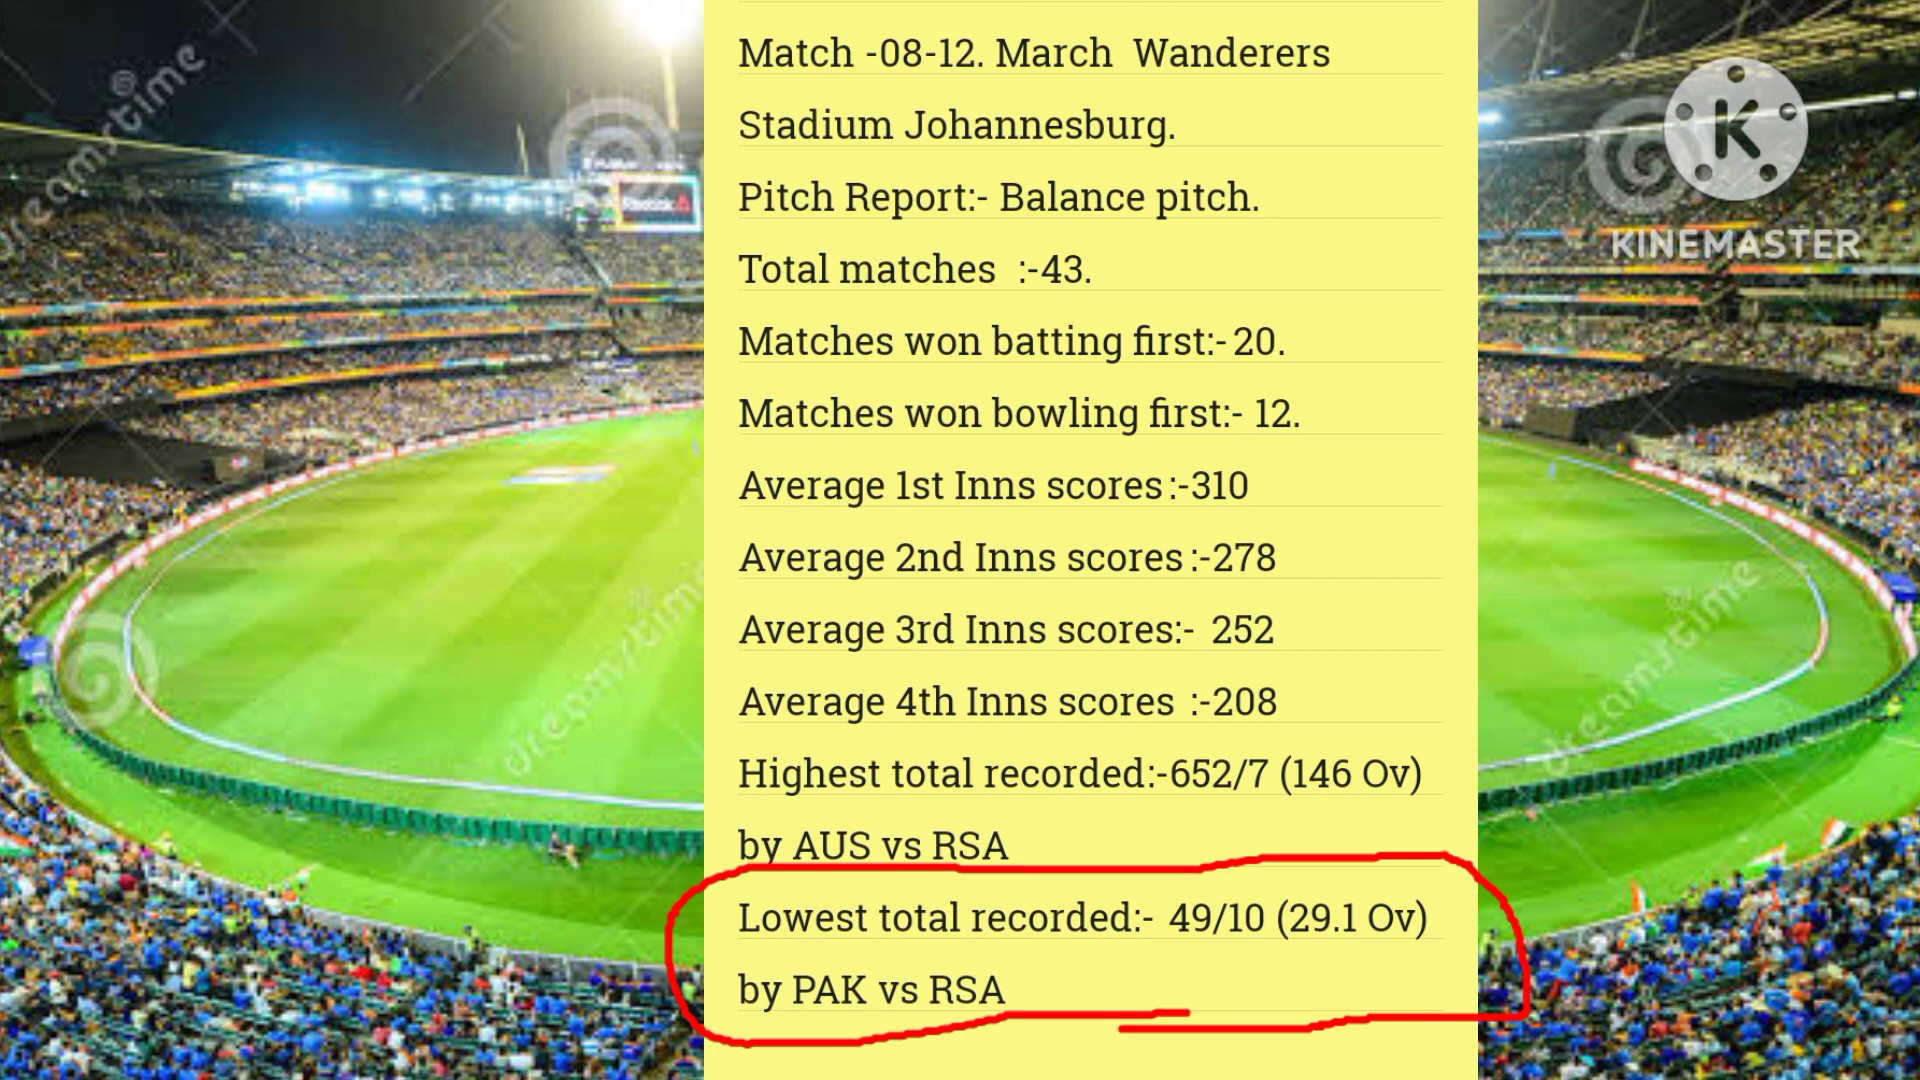 Match -08-12. March  Wanderers
Stadium Johannesburg.
Pitch Report:- Balance pitch.
Total matches  :-43.
Matches won batting first:- 20.
Matches won bowling first:- 12.
Average 1st Inns scores :-310
Average 2nd Inns scores :-278
Average 3rd Inns scores:-  252
Average 4th Inns scores  :-208
Highest total recorded:-652/7 (146 Ov)
by AUS vs RSA
Lowest total recorded:-  49/10 (29.1 Ov)
by PAK vs RSA
K
KINEMASTER
dreamstime
dreamstime
dreamstime